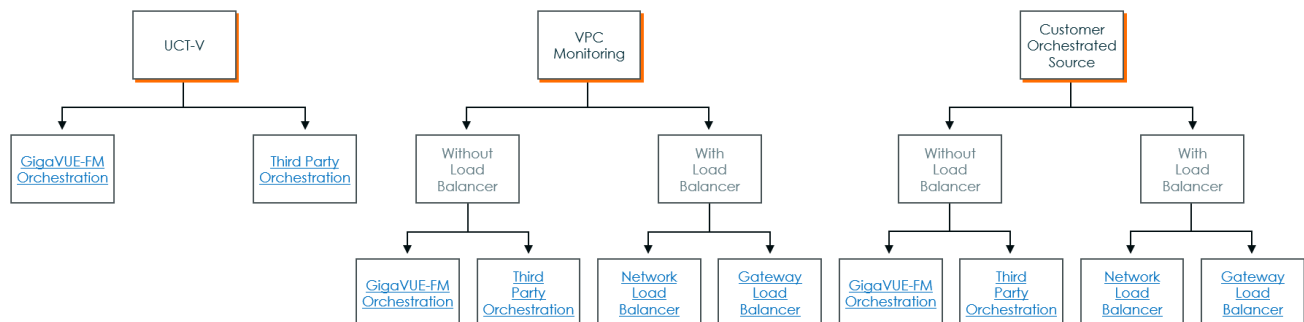 UCT-V
VPC
Monitoring
Customer
Orchestrated
Source
GigaVUE-FM
Orchestration
Third Party
Orchestration
Without
Load
Balancer
With
Load
Balancer
Without
Load
Balancer
With
Load
Balancer
GigaVUE-FM
Orchestration
Third
Party
Orchestration
Network
Load
Balancer
Gateway
Load
Balancer
GigaVUE-FM
Orchestration
Third
Party
Orchestration
Network
Load
Balancer
Gateway
Load
Balancer